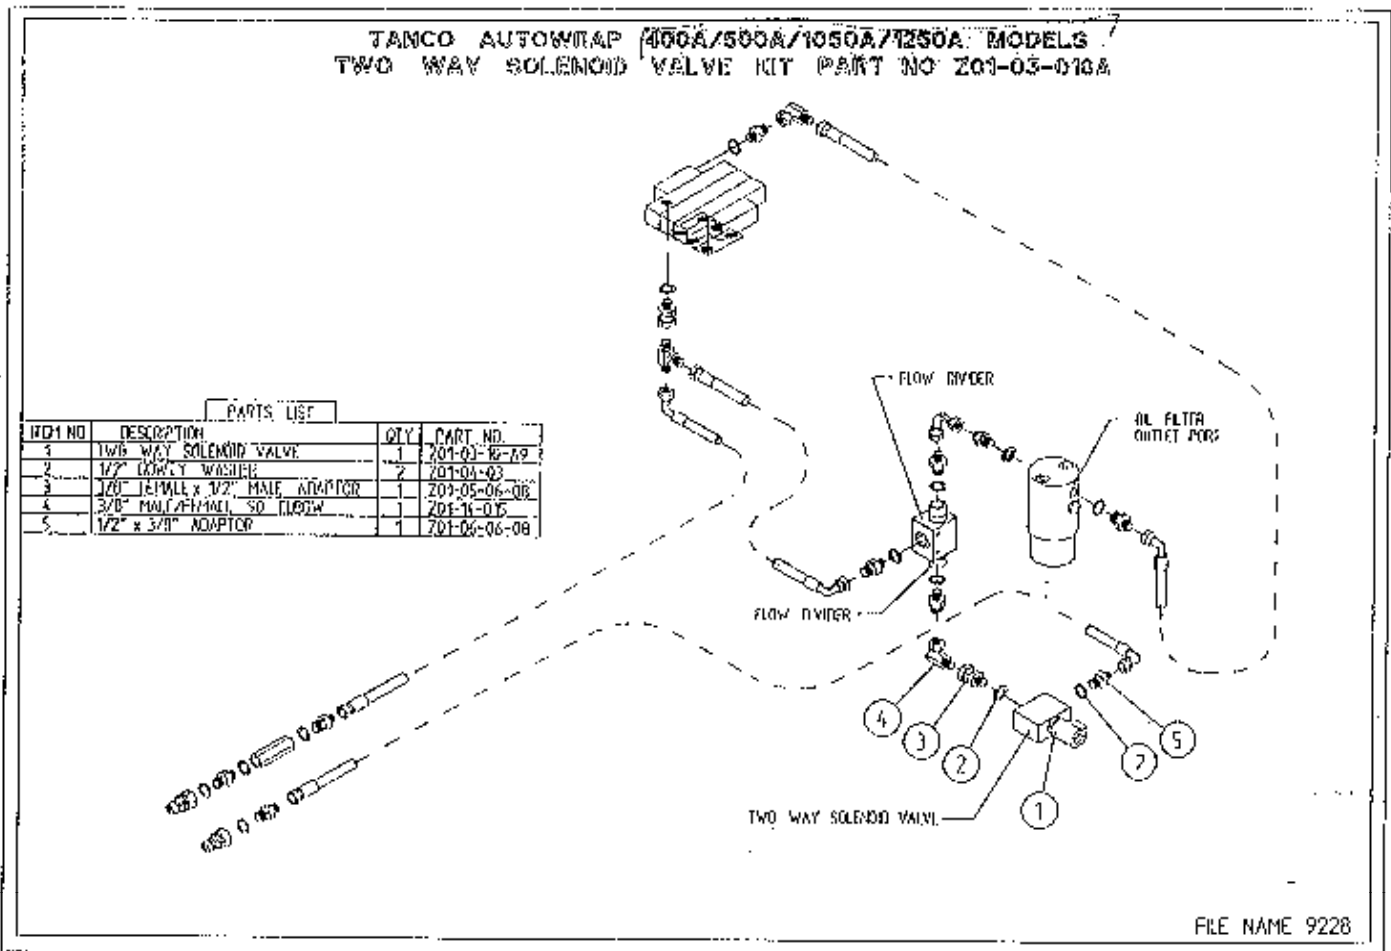 TANCO AUTOWRAP 400A/500A/1050A/1250A MODELS
TWO WAY SOLENOID VALVE KIT PART NO Z01-03-018A
FLOW DIVIDER
OIL FILTER
OUTLET PORT
PARTS LIST
ITEM NO DESCRIPTION QTY PART NO.
1 TWO WAY SOLENOID VALVE 1
2 1/2" DOWTY WASHER 2 Z01-04-03
3 3/8" FEMALE x 1/2" MALE ADAPTOR 1 Z01-05-06-08
4 3/8" MALE/FEMALE ELBOW 1 Z01-14-015
5 1/2" x 3/8" ADAPTOR 1 Z01-06-06-08
FLOW DIVIDER
4
3
2
1
2
5
TWO WAY SOLENOID VALVE
FILE NAME 9228